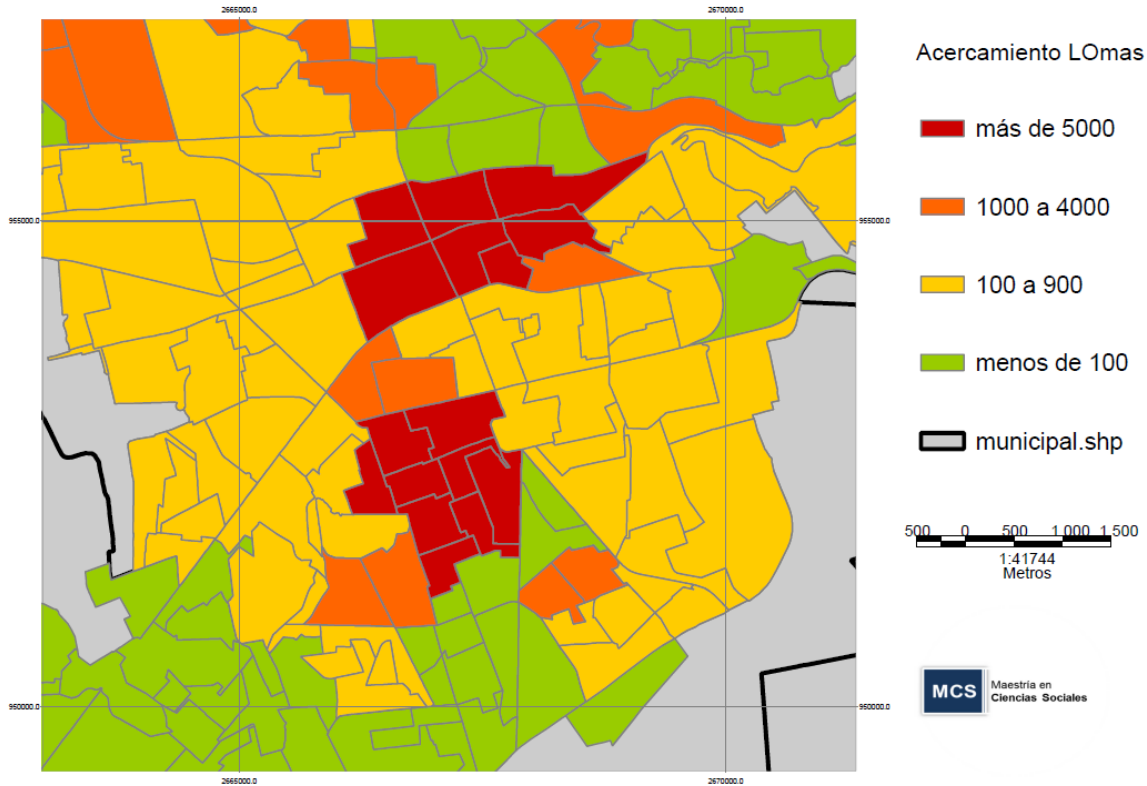 2665000.0
2670000.0
Acercamiento LOmas
más de 5000
955000.0
955000.0
1000 a 4000
100 a 900
menos de 100
municipal.shp
500 0 500 1 000 1 500
1:41744
Metros
MCS Maestría en
Ciencias Sociales
950000.0
950000.0
2665000.0
2670000.0